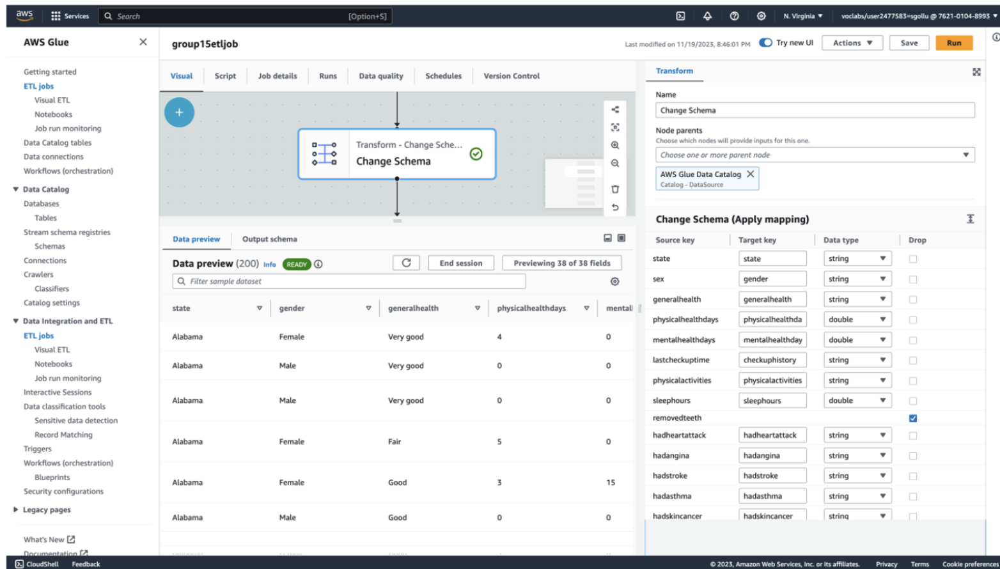 aws Services Search [Option+S] N. Virginia voclabs/user2477583=sgollu @ 7621-0104-8993
AWS Glue
Getting started
ETL jobs
Visual ETL
Notebooks
Job run monitoring
Data Catalog tables
Data connections
Workflows (orchestration)
Data Catalog
Databases
Tables
Stream schema registries
Schemas
Connections
Crawlers
Classifiers
Catalog settings
Data Integration and ETL
ETL jobs
Visual ETL
Notebooks
Job run monitoring
Interactive Sessions
Data classification tools
Sensitive data detection
Record Matching
Triggers
Workflows (orchestration)
Blueprints
Security configurations
Legacy pages
What's New
Documentation
group15etljob
Last modified on 11/19/2023, 8:46:01 PM Try new UI Actions Save Run
Visual Script Job details Runs Data quality Schedules Version Control
Transform - Change Sche...
Change Schema
Data preview Output schema
Data preview (200) Info READY End session Previewing 38 of 38 fields
Filter sample dataset
state gender generalhealth physicalhealthdays mental
Alabama Female Very good 4 0
Alabama Male Very good 0 0
Alabama Male Very good 0 0
Alabama Female Fair 5 0
Alabama Female Good 3 15
Alabama Male Good 0 0
Transform
Name
Change Schema
Node parents
Choose which nodes will provide inputs for this one.
Choose one or more parent node
AWS Glue Data Catalog
Catalog - DataSource
Change Schema (Apply mapping)
Source key Target key Data type Drop
state state string
sex gender string
generalhealth generalhealth string
physicalhealthdays physicalhealthda double
mentalhealthdays mentalhealthday double
lastcheckuptime checkuphistory string
physicalactivities physicalactivities string
sleephours sleephours double
removedteeth
hadheartattack hadheartattack string
hadangina hadangina string
hadstroke hadstroke string
hadasthma hadasthma string
hadskincancer hadskincancer string
CloudShell Feedback © 2023, Amazon Web Services, Inc. or its affiliates. Privacy Terms Cookie preferences